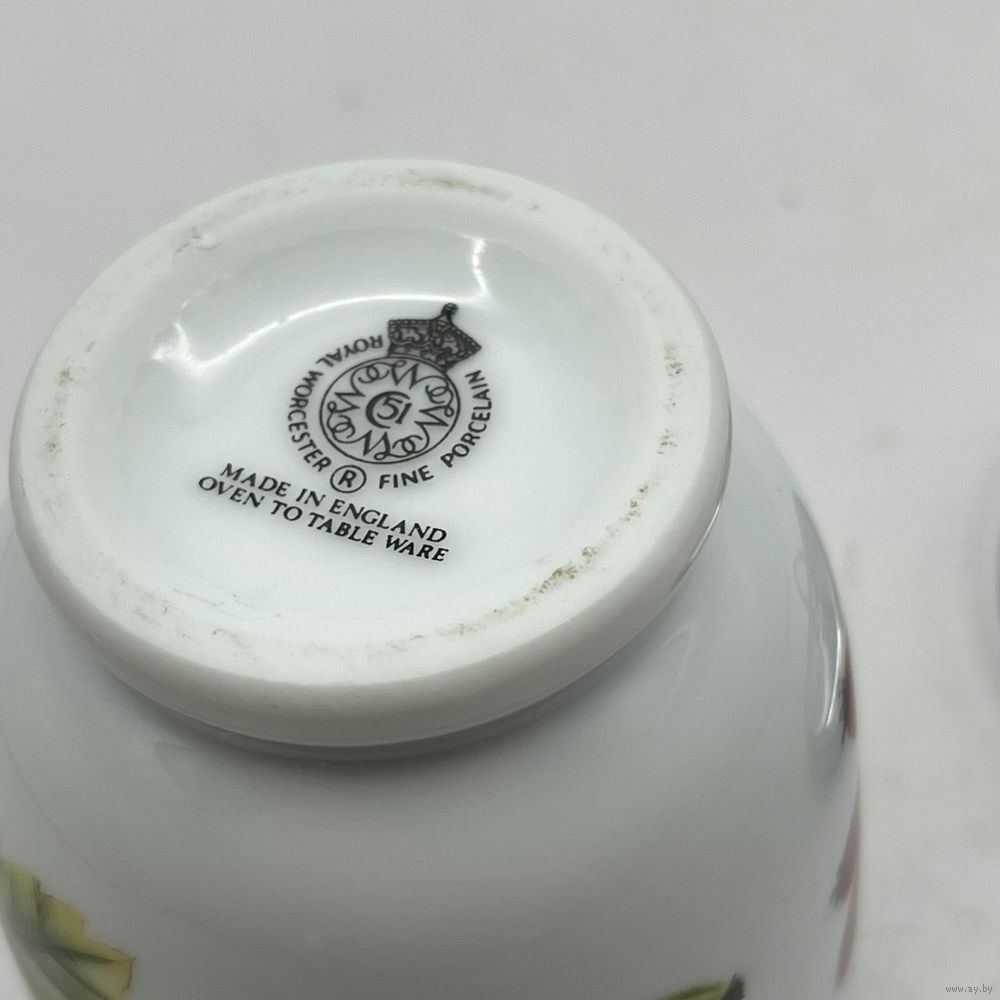 ROYAL WORCESTER ® FINE PORCELAIN
51
MADE IN ENGLAND
OVEN TO TABLE WARE
www.ay.by